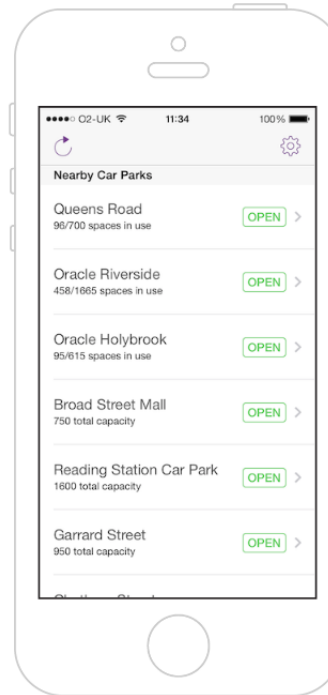 O2-UK 11:34 100%
Nearby Car Parks
Queens Road
96/700 spaces in use
OPEN
Oracle Riverside
458/1665 spaces in use
OPEN
Oracle Holybrook
95/615 spaces in use
OPEN
Broad Street Mall
750 total capacity
OPEN
Reading Station Car Park
1600 total capacity
OPEN
Garrard Street
950 total capacity
OPEN